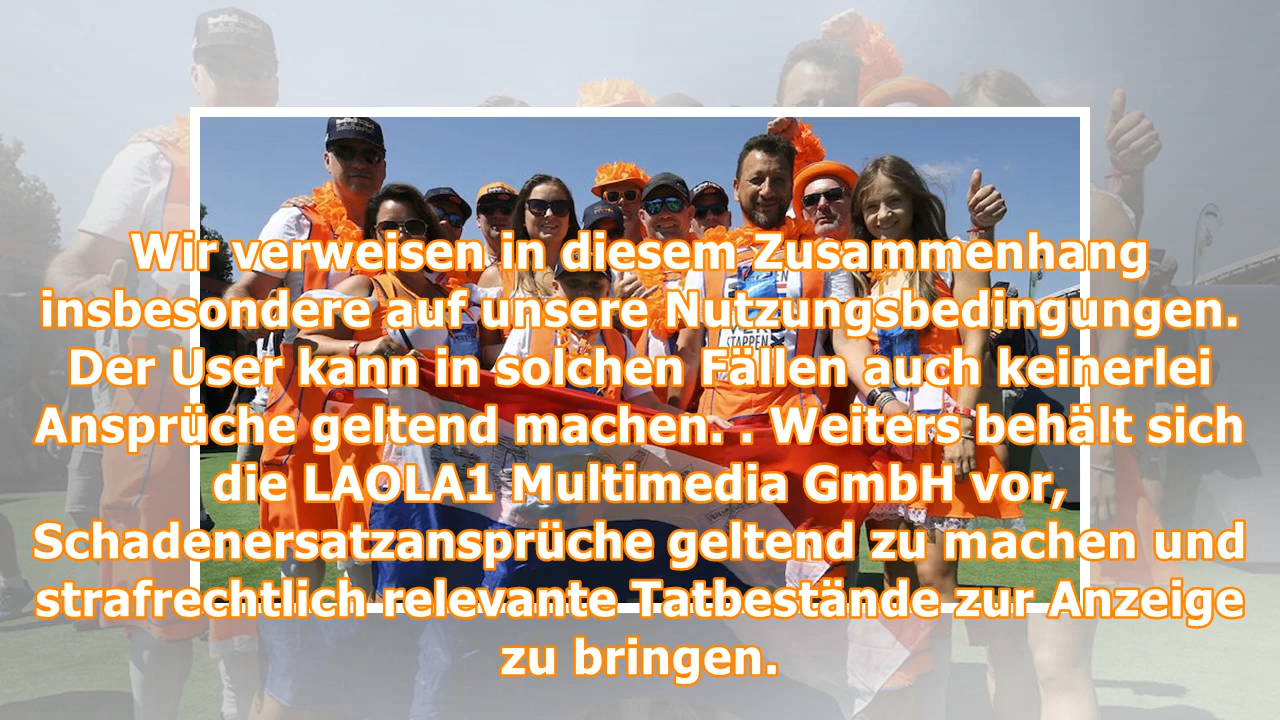 Wir verweisen in diesem Zusammenhang
insbesondere auf unsere Nutzungsbedingungen.
Der User kann in solchen Fällen auch keinerlei
Ansprüche geltend machen. . Weiters behält sich
die LAOLA1 Multimedia GmbH vor,
Schadenersatzansprüche geltend zu machen und
strafrechtlich relevante Tatbestände zur Anzeige
zu bringen.
STAPPEN